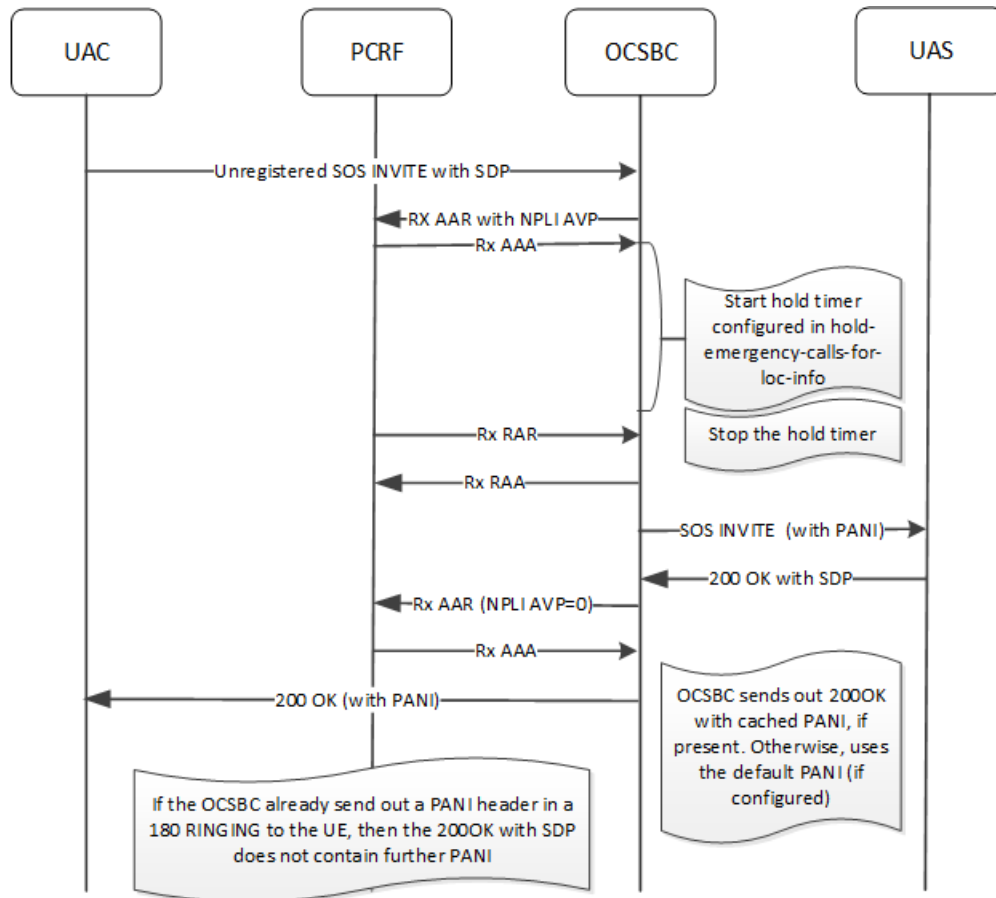 UAC
PCRF
OCSBC
UAS
Unregistered SOS INVITE with SDP
RX AAR with NPLI AVP
Rx AAA
Start hold timer
configured in hold-
emergency-calls-for-
loc-info
Rx RAR
Stop the hold timer
Rx RAA
SOS INVITE (with PANI)
200 OK with SDP
Rx AAR (NPLI AVP=0)
Rx AAA
200 OK (with PANI)
OCSBC sends out 200OK
with cached PANI, if
present. Otherwise, uses
the default PANI (if
configured)
If the OCSBC already send out a PANI header in a
180 RINGING to the UE, then the 200OK with SDP
does not contain further PANI